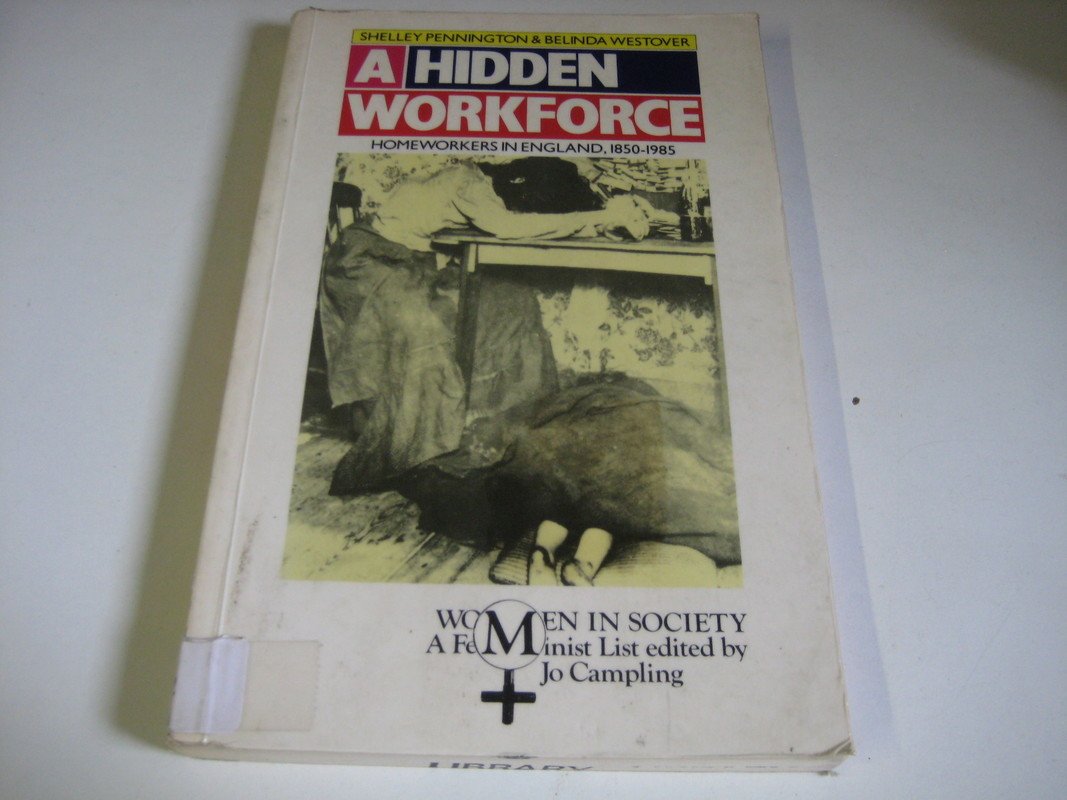 SHELLEY PENNINGTON & BELINDA WESTOVER
A HIDDEN
WORKFORCE
HOMEWORKERS IN ENGLAND, 1850-1985
WOMEN IN SOCIETY
A FeMinist List edited by
Jo Campling
LIBRARY